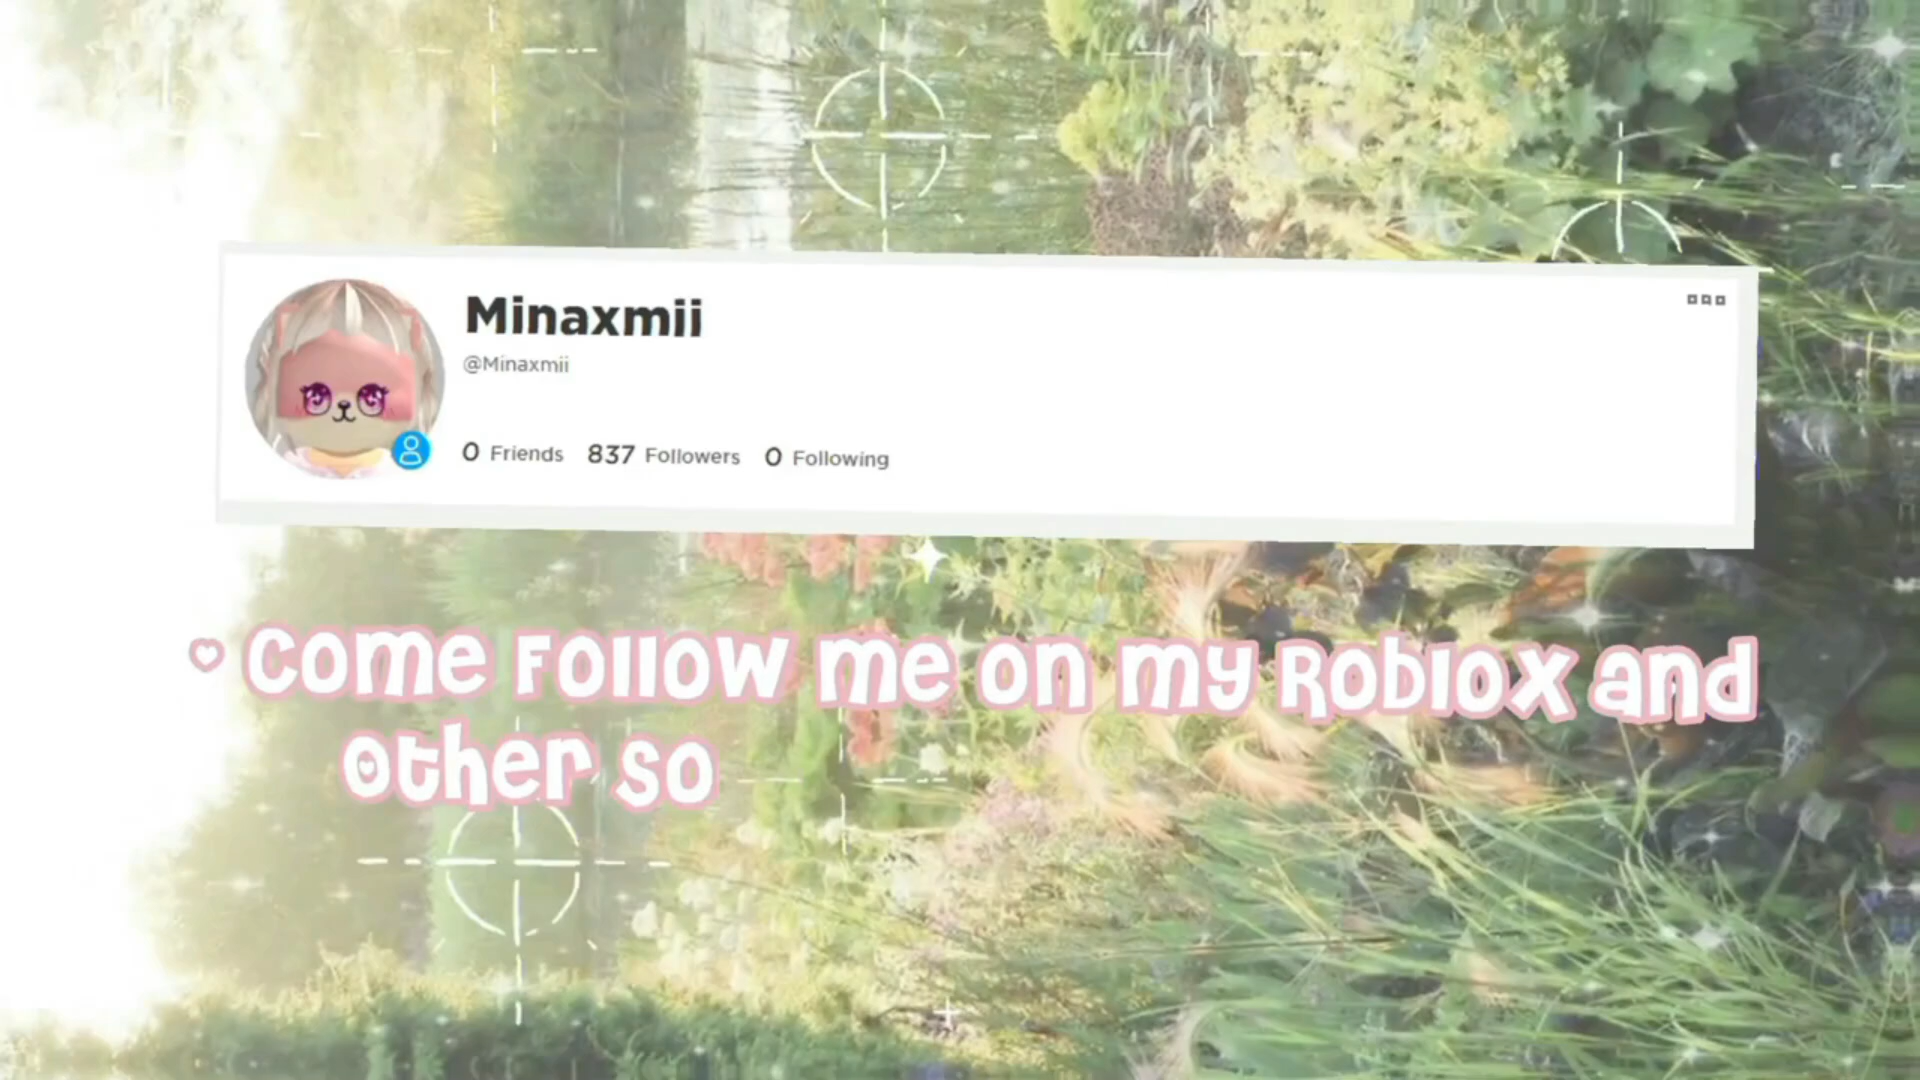 Minaxmii
@Minaxmii
0 Friends 837 Followers 0 Following
Come Follow me on my Roblox and
other so